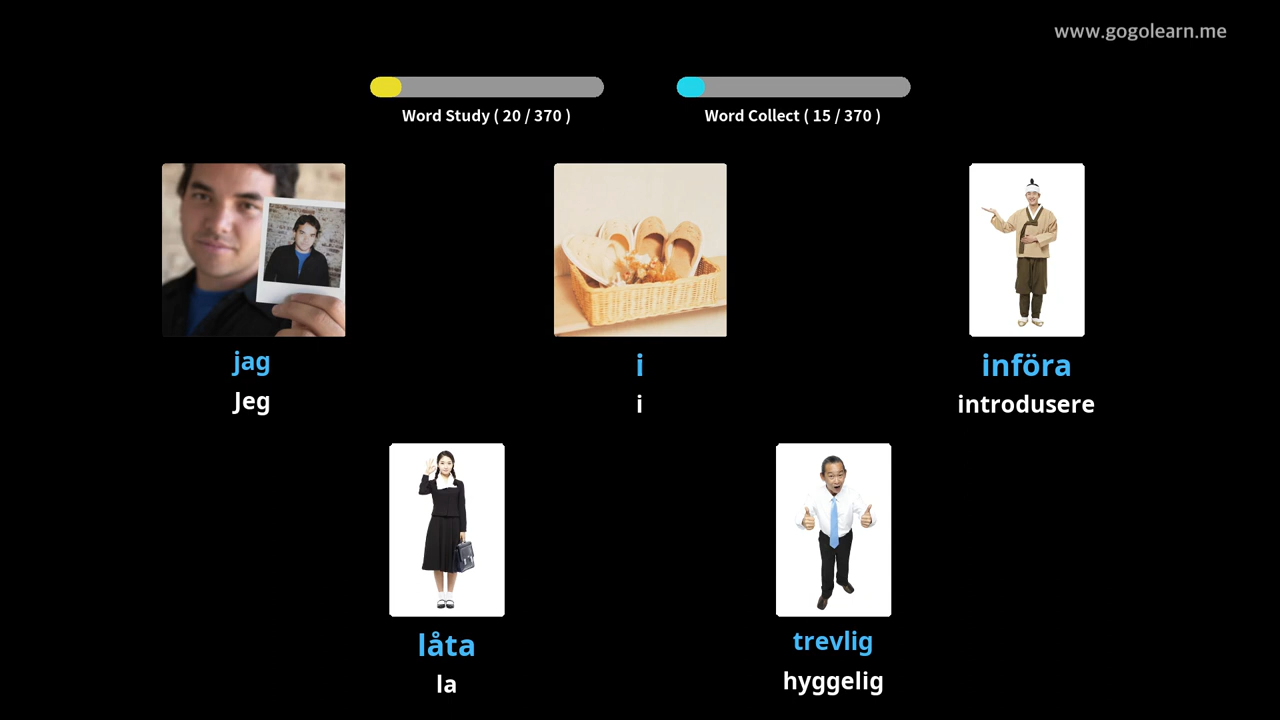 www.gogolearn.me
Word Study ( 20 / 370 )
Word Collect ( 15 / 370 )
jag
Jeg
i
i
införa
introdusere
låta
la
trevlig
hyggelig